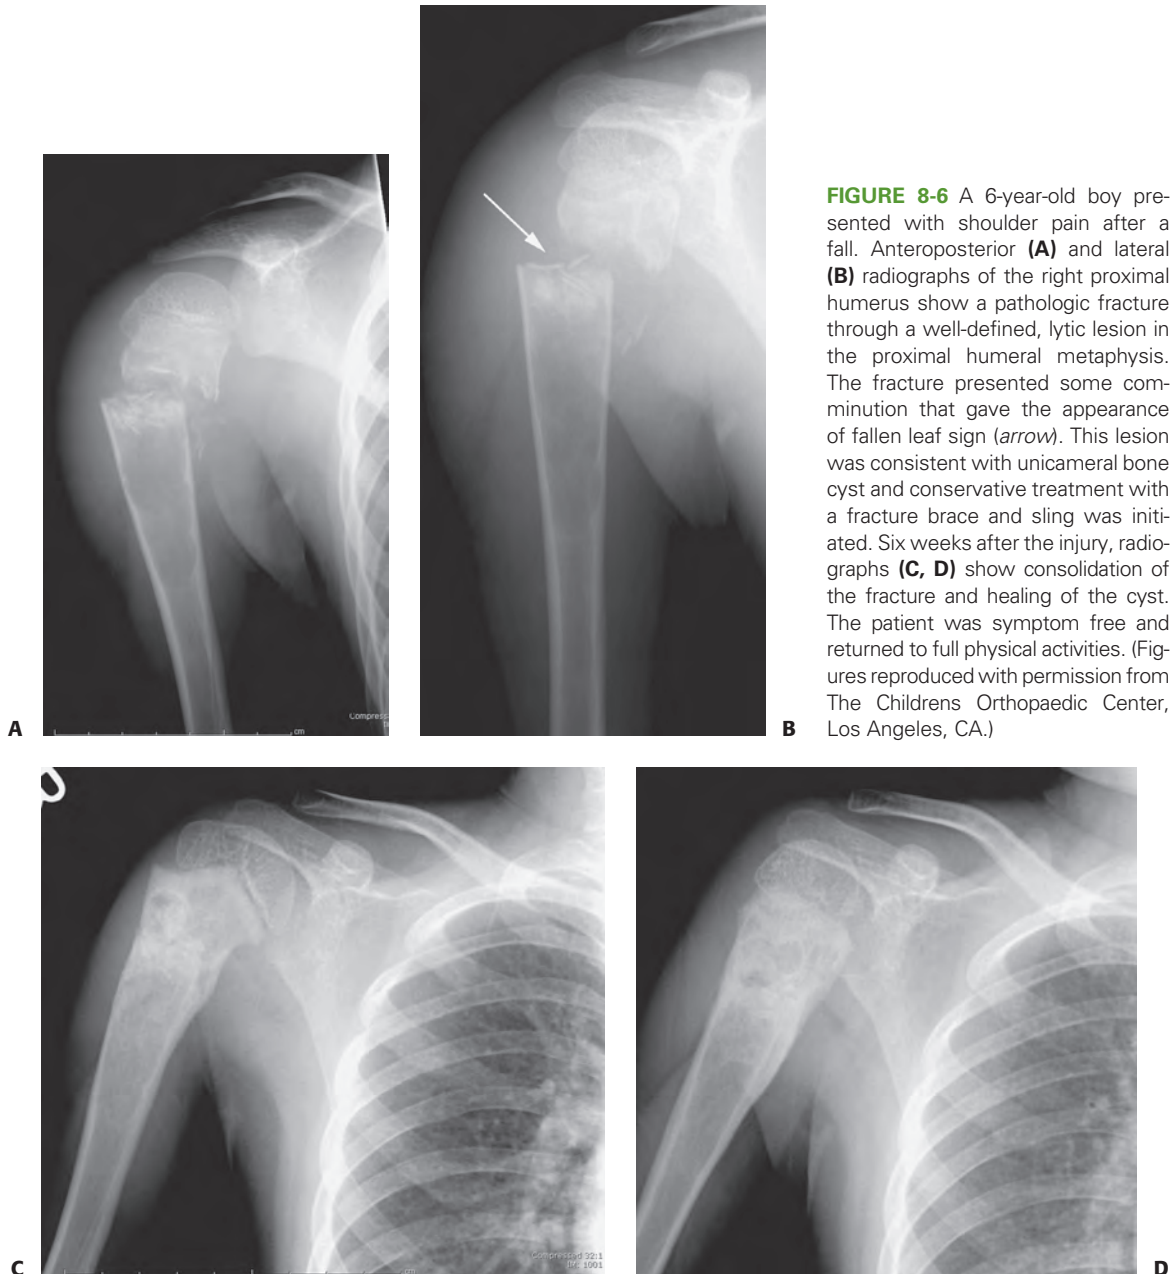 FIGURE 8-6 A 6-year-old boy pre-
sented with shoulder pain after a
fall. Anteroposterior (A) and lateral
(B) radiographs of the right proximal
humerus show a pathologic fracture
through a well-defined, lytic lesion in
the proximal humeral metaphysis.
The fracture presented some com-
minution that gave the appearance
of fallen leaf sign (arrow). This lesion
was consistent with unicameral bone
cyst and conservative treatment with
a fracture brace and sling was initi-
ated. Six weeks after the injury, radio-
graphs (C, D) show consolidation of
the fracture and healing of the cyst.
The patient was symptom free and
returned to full physical activities. (Fig-
ures reproduced with permission from
The Childrens Orthopaedic Center,
Los Angeles, CA.)
Compress
cm
A
B
Compressed 32:1
C
D